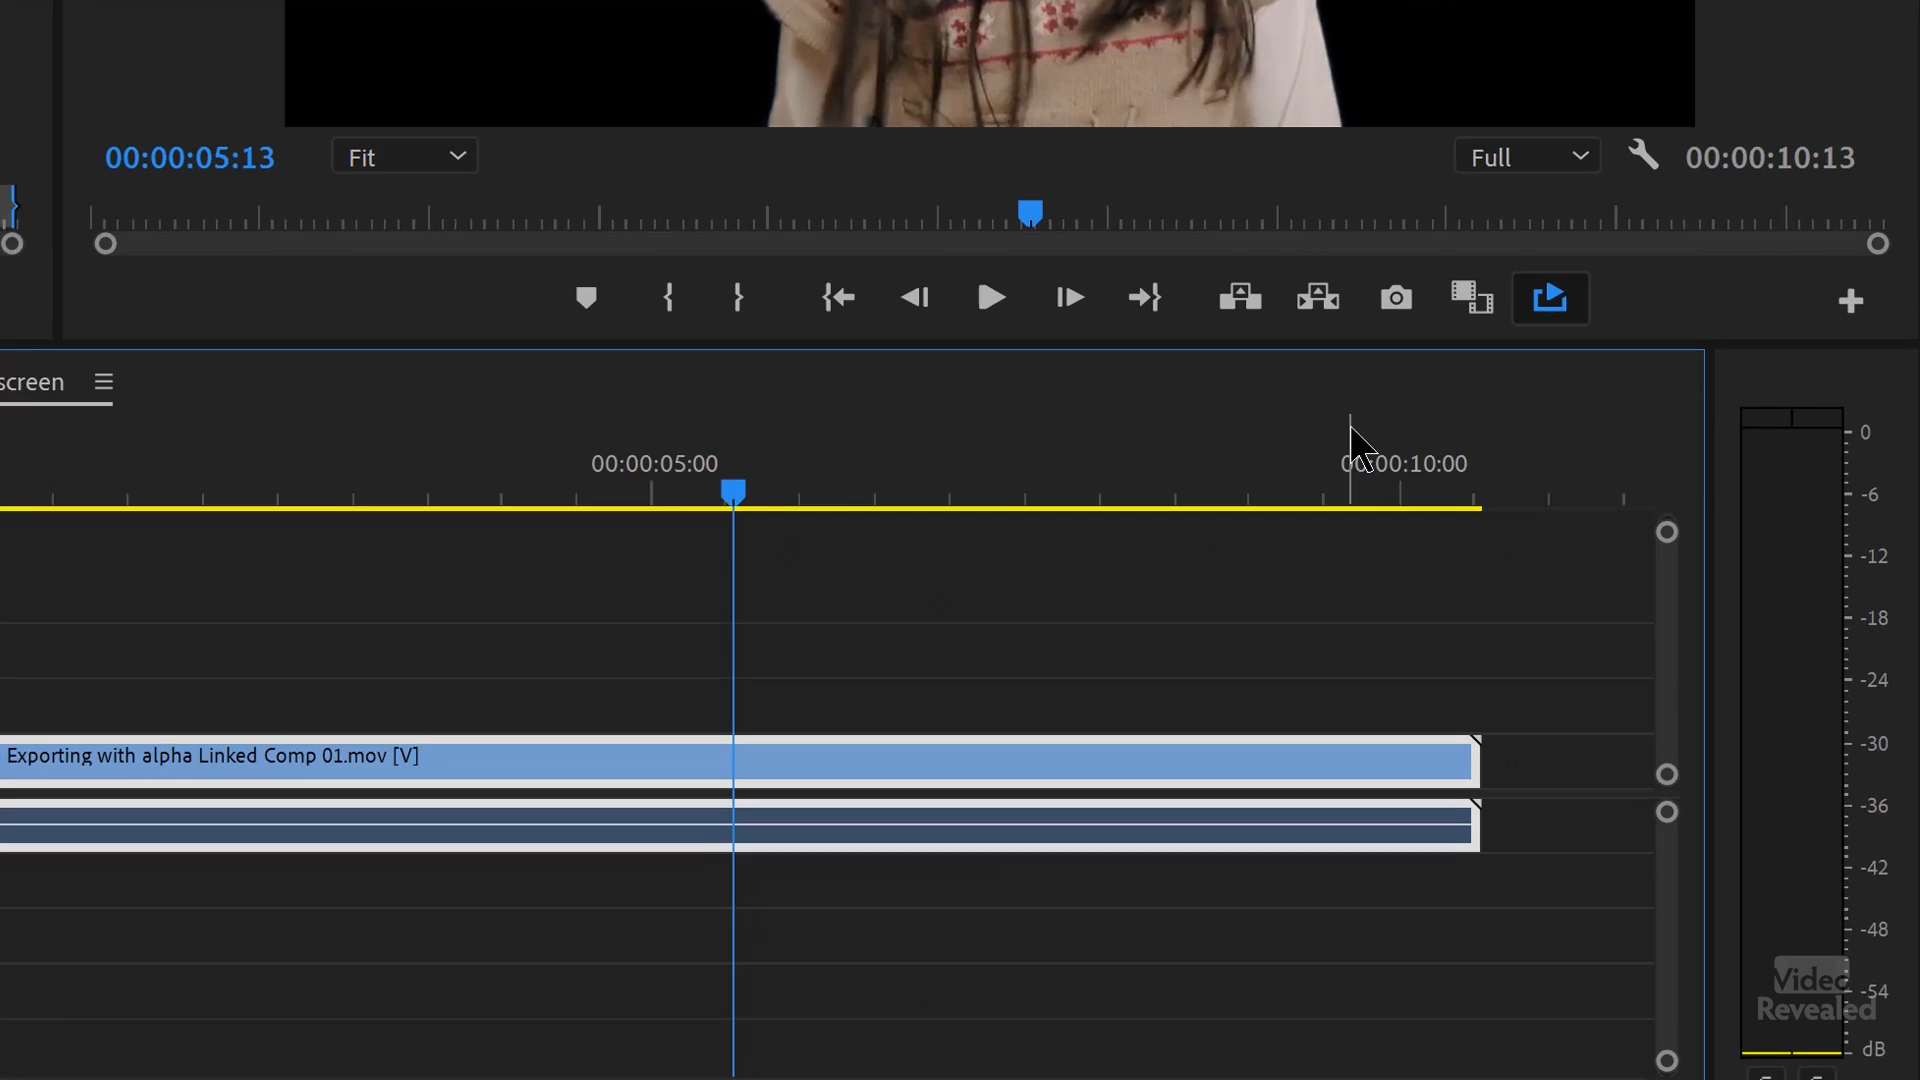 00:00:05:13
Fit
Full
00:00:10:13
screen
00:00:05:00
00:00:10:00
0
-6
-12
-18
-24
-30
-36
-42
-48
-54
dB
Exporting with alpha Linked Comp 01.mov [V]
Video
Revealed